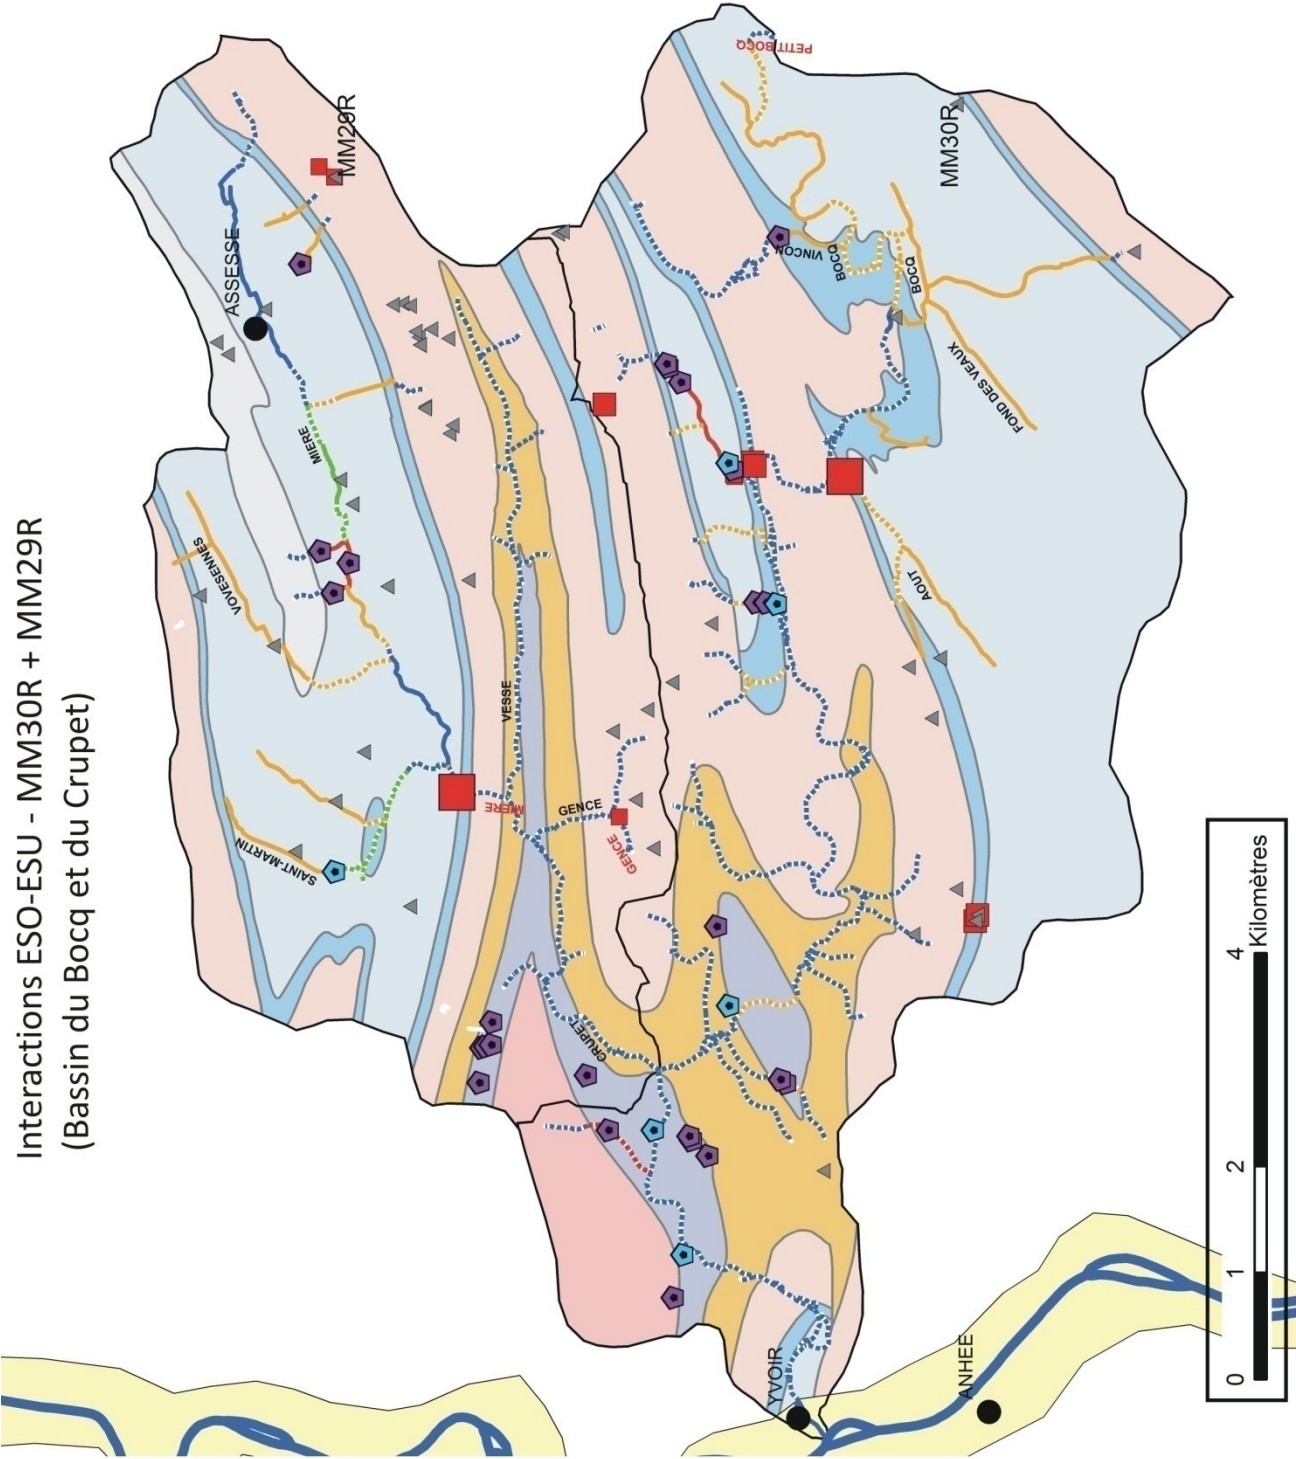 Interactions ESO-ESU - MM30R + MM29R
(Bassin du Bocq et du Crupet)
ASSESSE
MM29R
PETIT BOCQ
MM30R
MIERE
VOYESENNES
SAINT-MARTIN
VESSE
MIERE
GENCE
GENCE
CRUPET
VINCON
BOCQ
BOCQ
FOND DES VEAUX
AOUT
YVOIR
ANHEE
0 1 2 4
Kilomètres